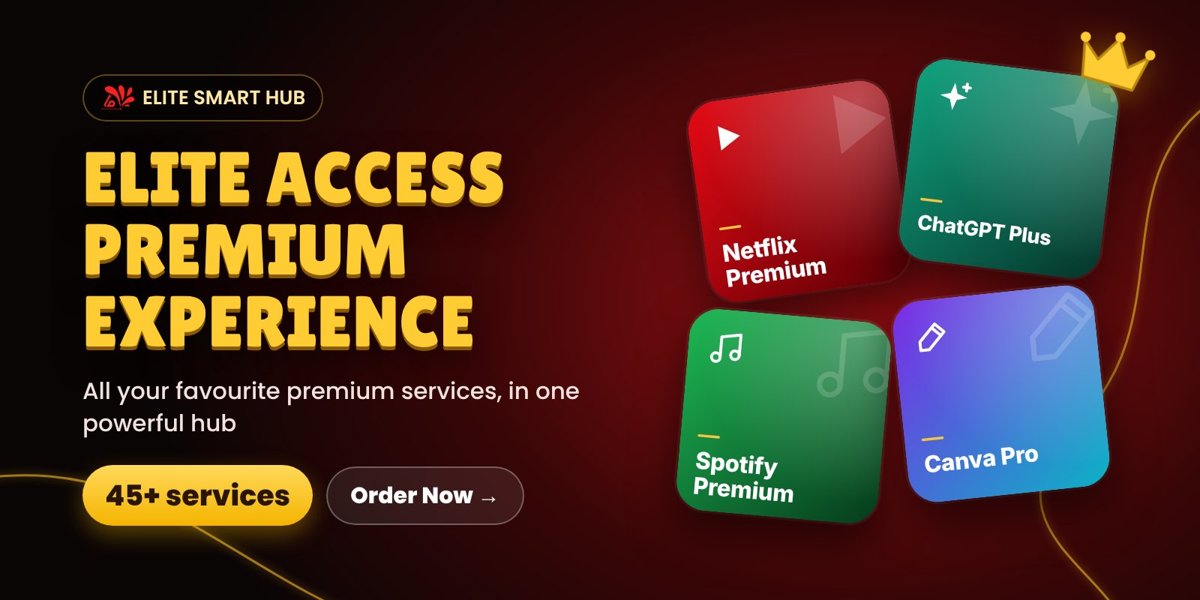 ELITE SMART HUB
ELITE ACCESS
PREMIUM
EXPERIENCE
All your favourite premium services, in one
powerful hub
45+ services
Order Now →
Netflix
Premium
ChatGPT Plus
Spotify
Premium
Canva Pro